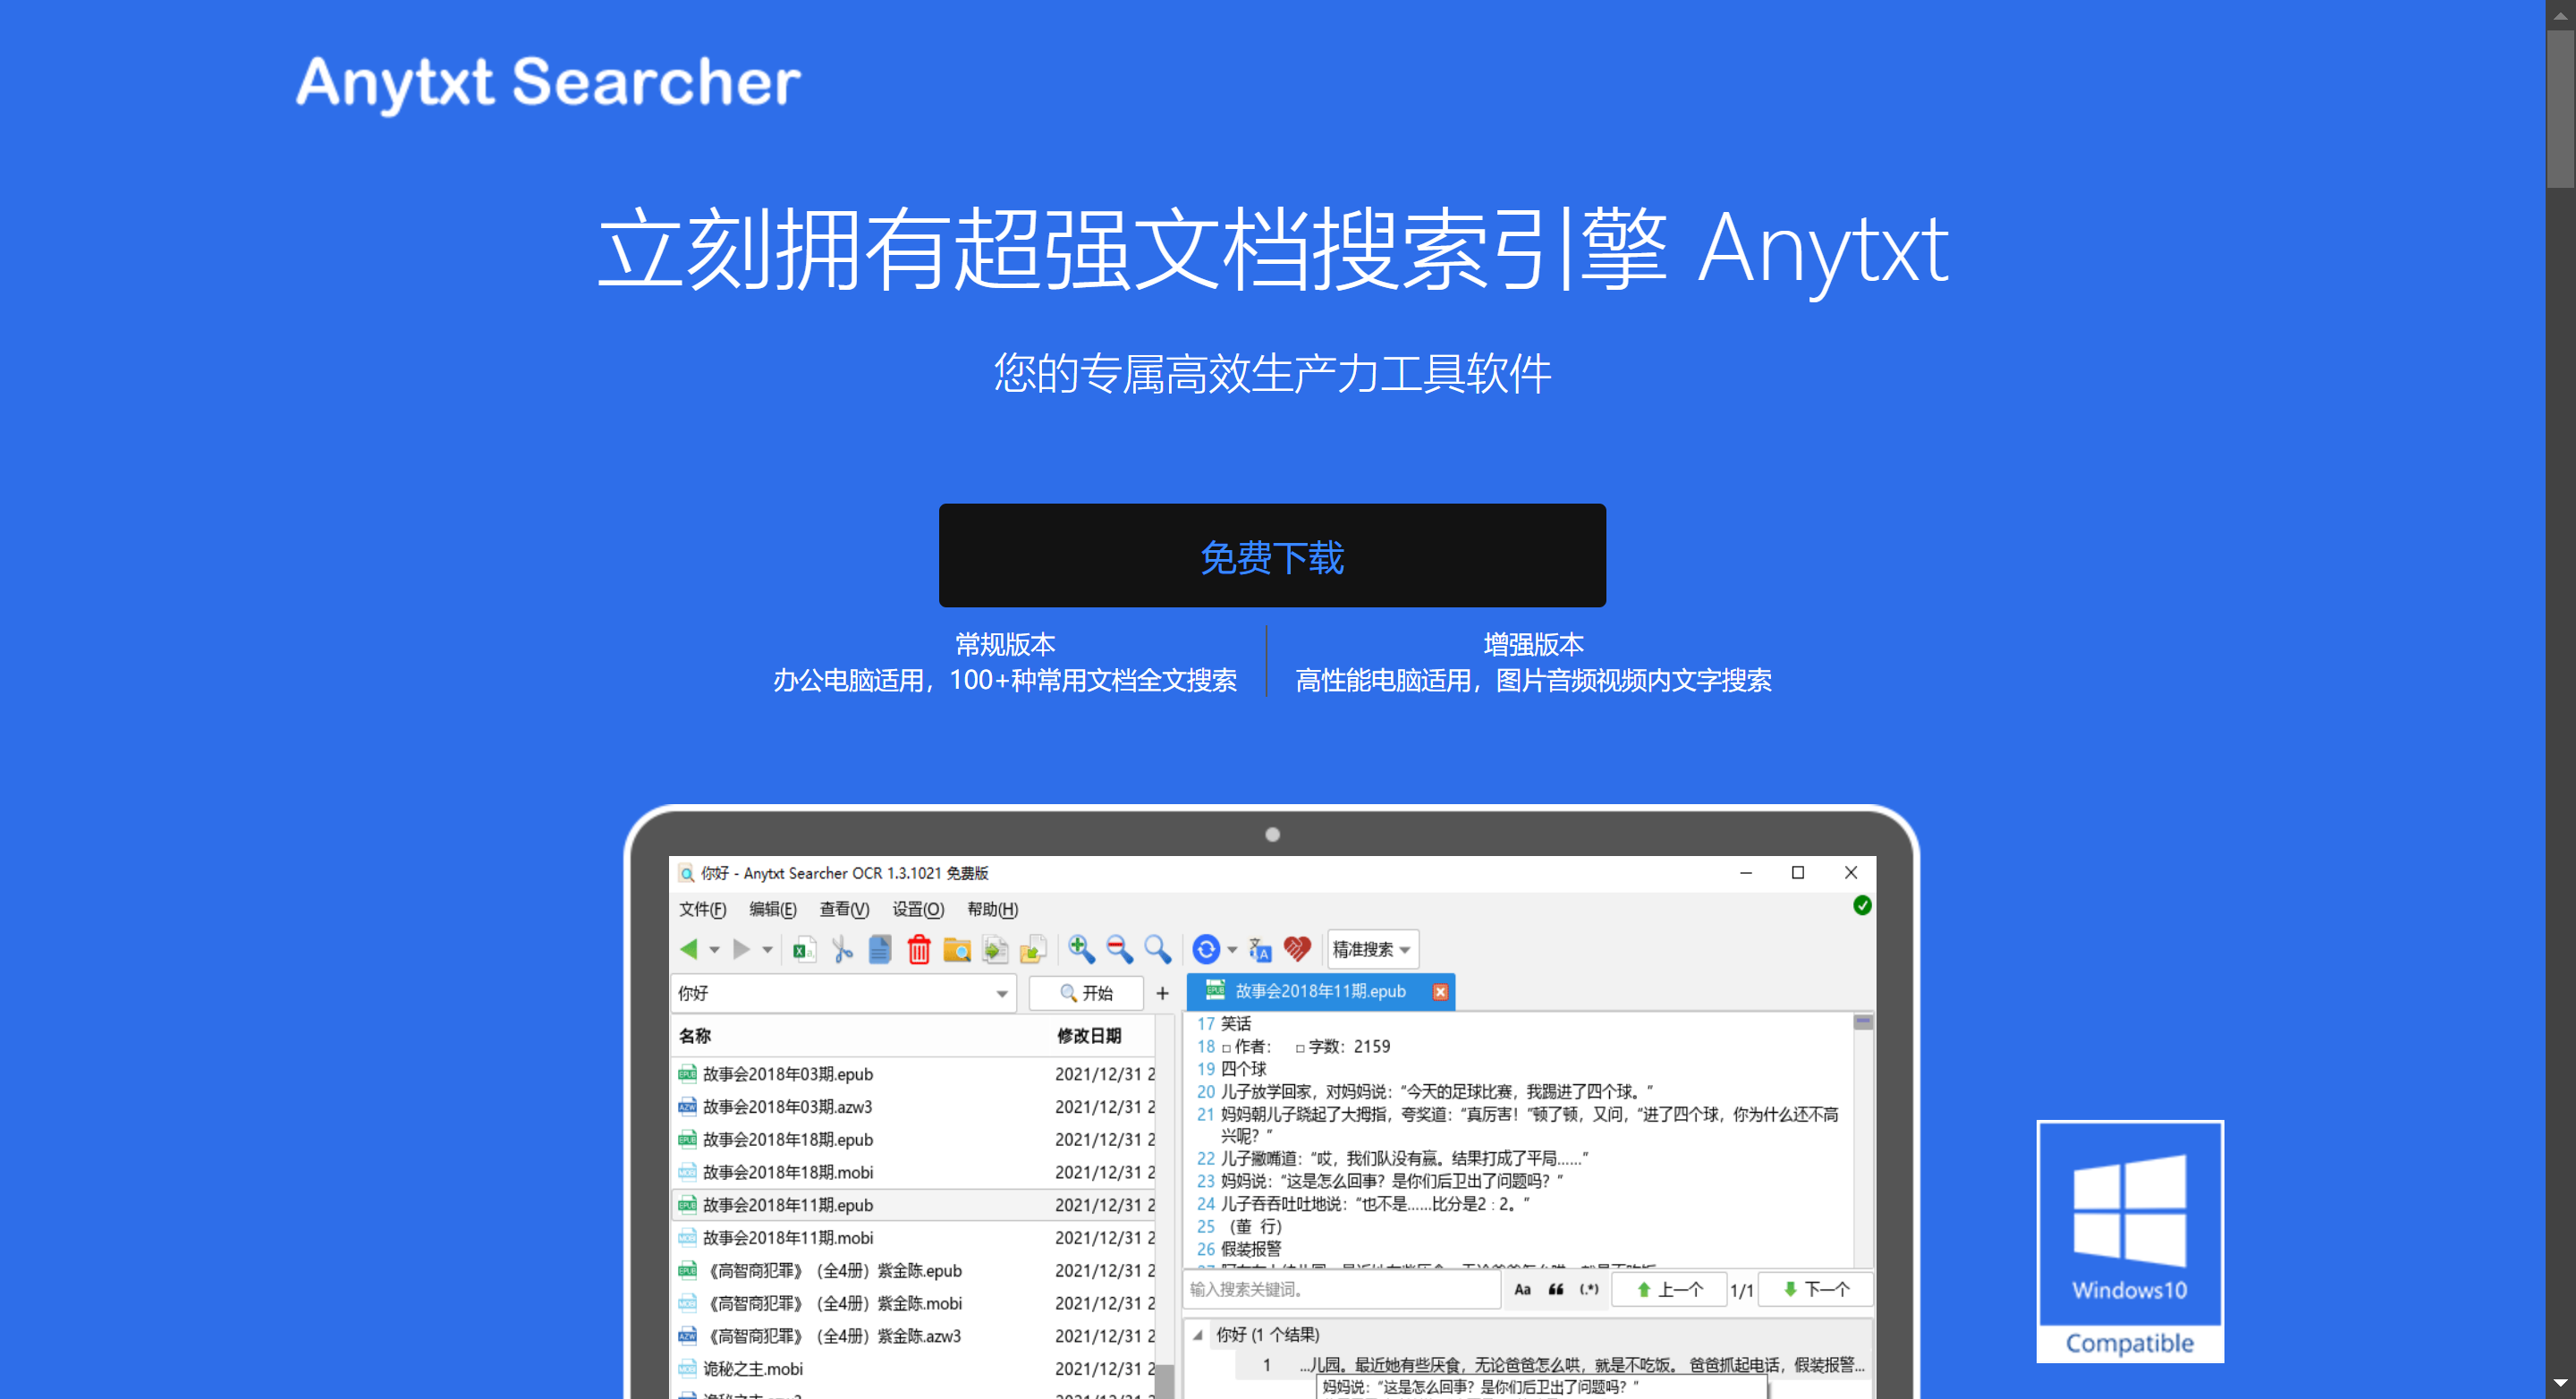 Anytxt Searcher
立刻拥有超强文档搜索引擎 Anytxt
您的专属高效生产力工具软件
免费下载
常规版本
办公电脑适用，100+种常用文档全文搜索
增强版本
高性能电脑适用，图片音频视频内文字搜索
你好 - Anytxt Searcher OCR 1.3.1021 免费版
文件(F) 编辑(E) 查看(V) 设置(O) 帮助(H)
精准搜索
你好
开始
+
故事会2018年11期.epub
名称 修改日期
故事会2018年03期.epub 2021/12/31 2
故事会2018年03期.azw3 2021/12/31 2
故事会2018年18期.epub 2021/12/31 2
故事会2018年18期.mobi 2021/12/31 2
故事会2018年11期.epub 2021/12/31 2
故事会2018年11期.mobi 2021/12/31 2
《高智商犯罪》（全4册）紫金陈.epub 2021/12/31 2
《高智商犯罪》（全4册）紫金陈.mobi 2021/12/31 2
《高智商犯罪》（全4册）紫金陈.azw3 2021/12/31 2
诡秘之主.mobi 2021/12/31 2
17 笑话
18 □ 作者： □ 字数：2159
19 四个球
20 儿子放学回家，对妈妈说：“今天的足球比赛，我踢进了四个球。”
21 妈妈朝儿子跷起了大拇指，夸奖道：“真厉害！”顿了顿，又问，“进了四个球，你为什么还不高
兴呢？”
22 儿子撇嘴道：“哎，我们队没有赢。结果打成了平局……”
23 妈妈说：“这是怎么回事？是你们后卫出了问题吗？”
24 儿子吞吞吐吐地说：“也不是……比分是2 : 2。”
25 （董 行）
26 假装报警
输入搜索关键词。
Aa
(.*)
上一个
1/1
下一个
你好 (1 个结果)
1 ...儿园。最近她有些厌食，无论爸爸怎么哄，就是不吃饭。 爸爸抓起电话，假装报警...
妈妈说：“这是怎么回事？是你们后卫出了问题吗？”
Windows10
Compatible